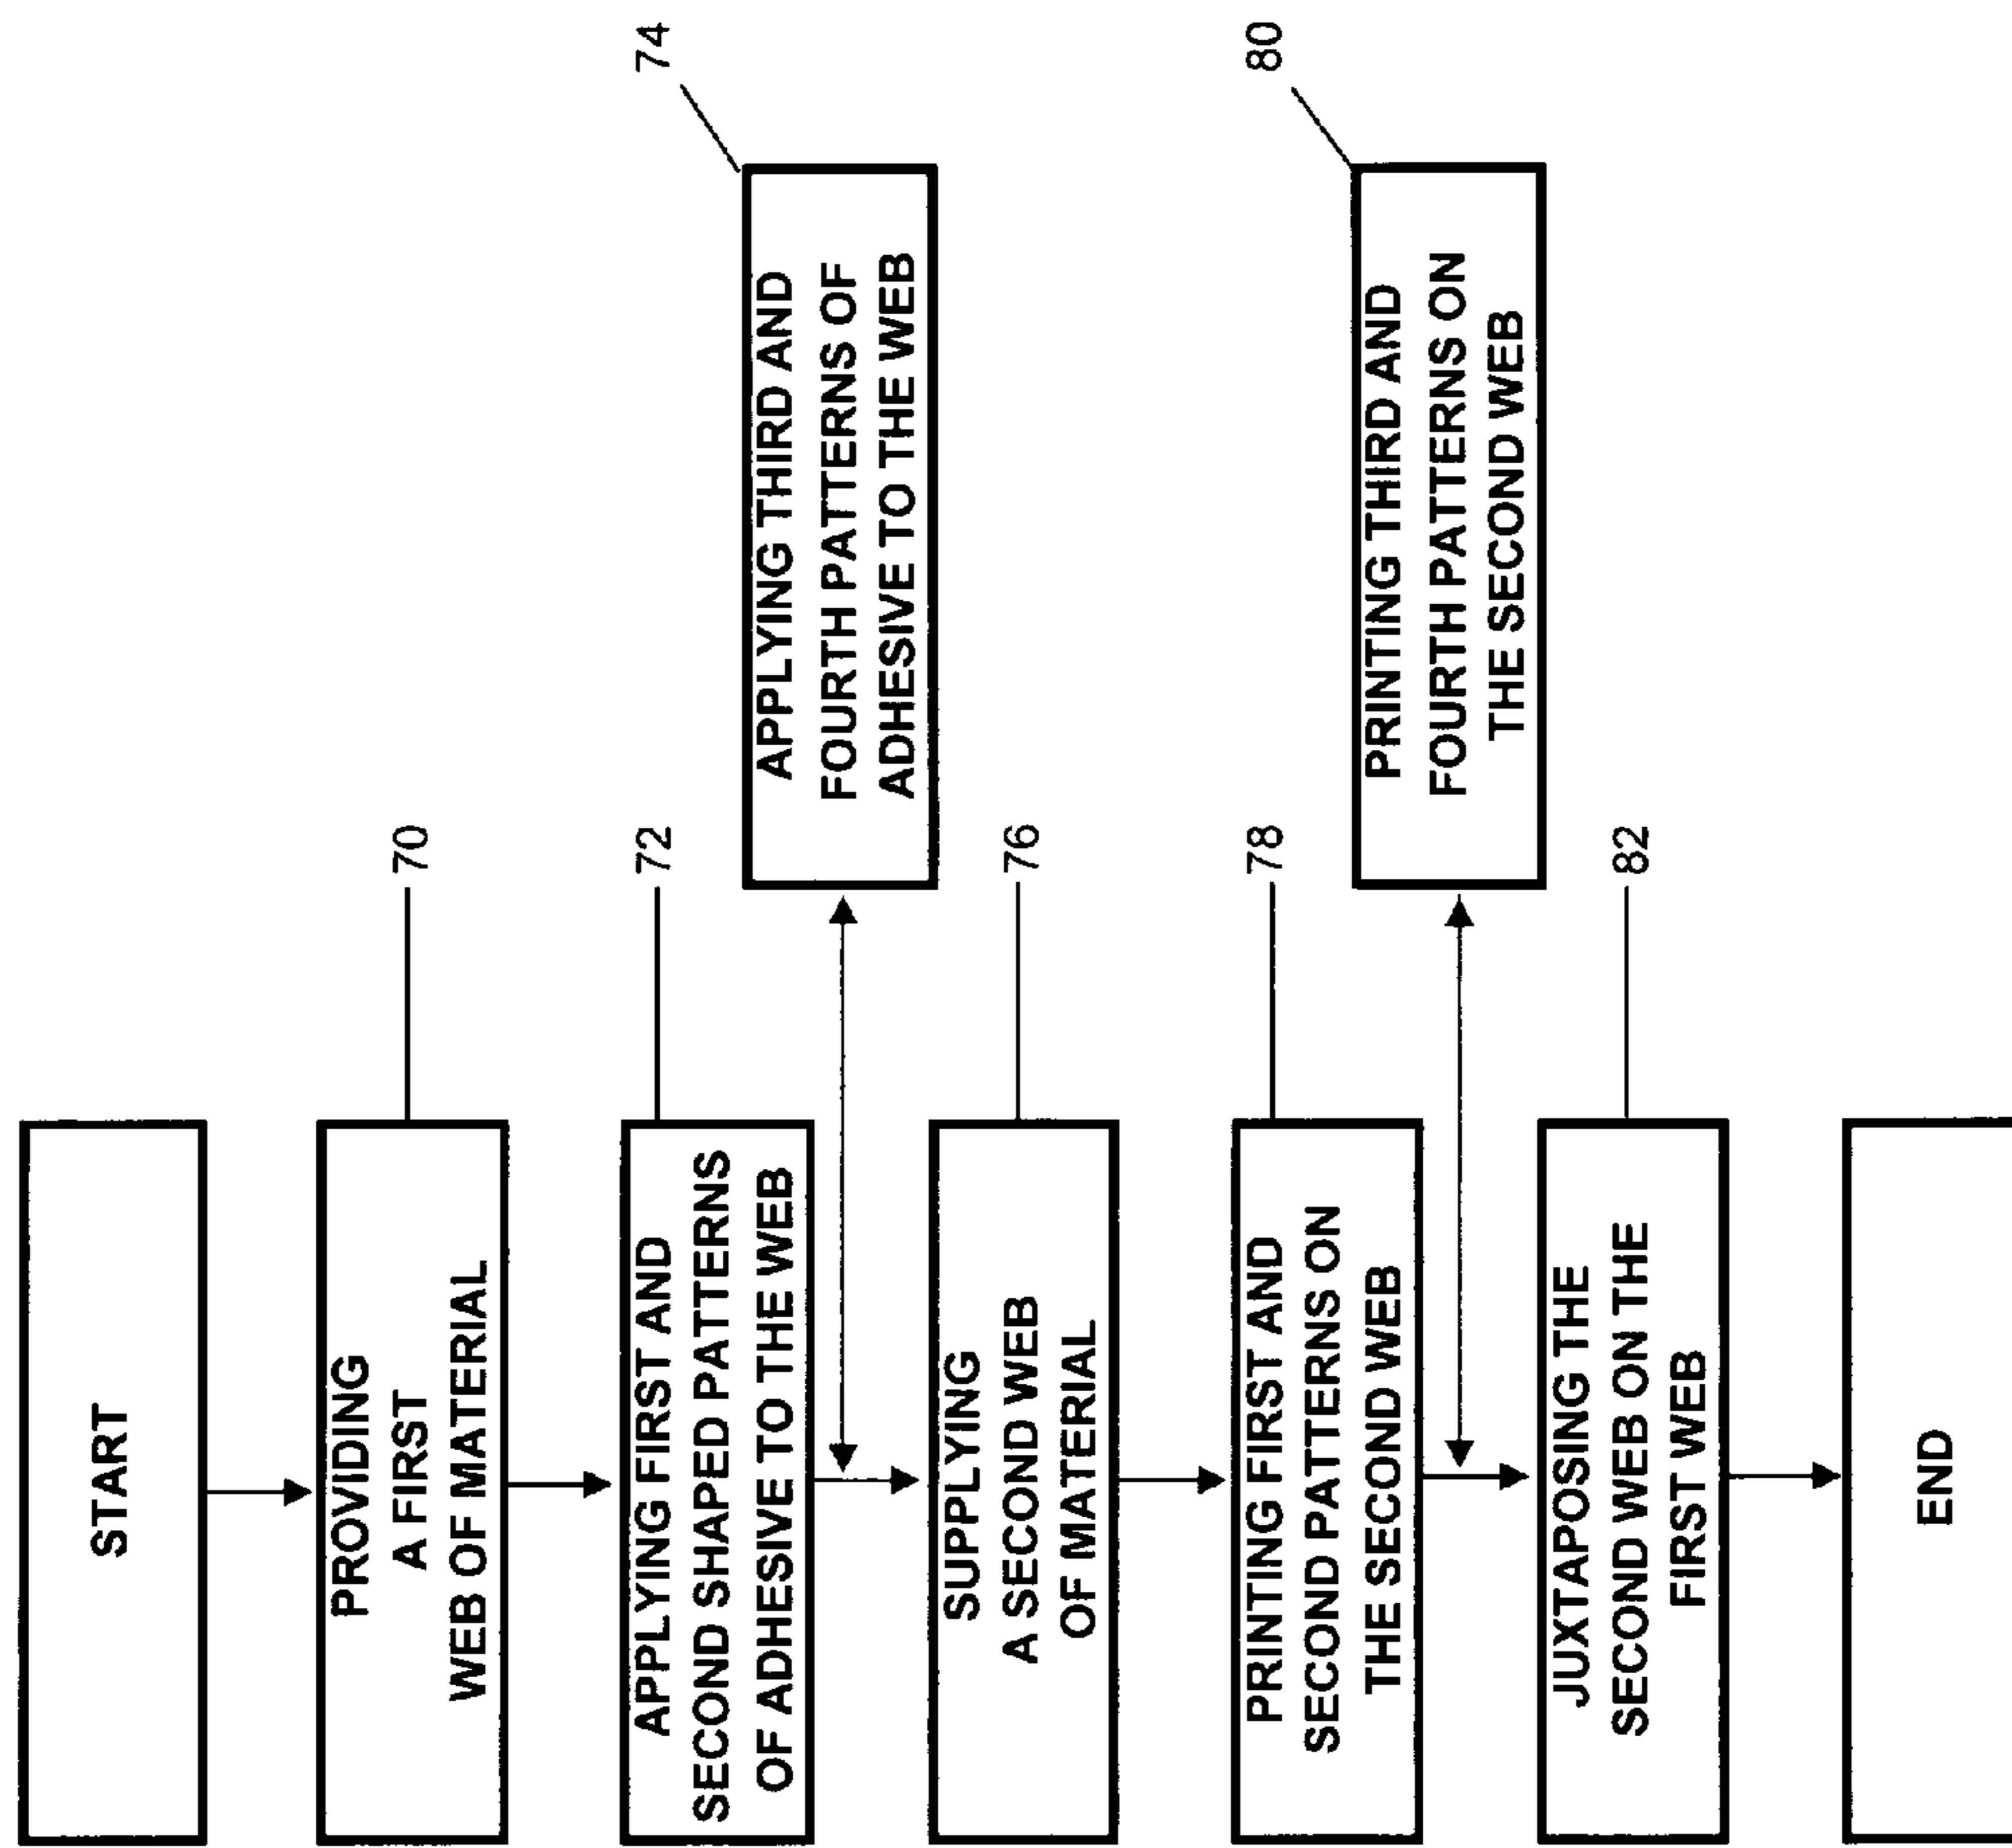 START
PROVIDING
A FIRST
WEB OF MATERIAL
70
APPLYING FIRST AND
SECOND SHAPED PATTERNS
OF ADHESIVE TO THE WEB
72
APPLYING THIRD AND
FOURTH PATTERNS OF
ADHESIVE TO THE WEB
74
SUPPLYING
A SECOND WEB
OF MATERIAL
76
PRINTING FIRST AND
SECOND PATTERNS ON
THE SECOND WEB
78
PRINTING THIRD AND
FOURTH PATTERNS ON
THE SECOND WEB
80
JUXTAPOSING THE
SECOND WEB ON THE
FIRST WEB
82
END